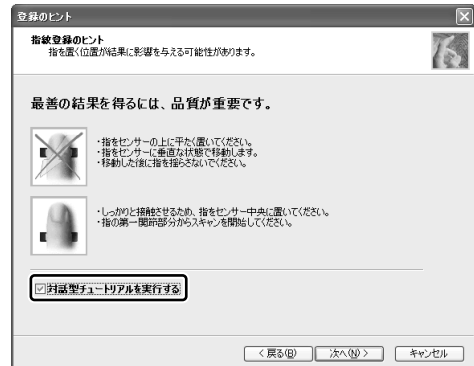 登録のヒント
指紋登録のヒント
指を置く位置が結果に影響を与える可能性があります。
最善の結果を得るには、品質が重要です。
・指をセンサーの上に平たく置いてください。
・指をセンサーに垂直な状態で移動します。
・移動した後に指を揺らさないでください。
・しっかりと接触させるため、指をセンサー中央に置いてください。
・指の第一関節部分からスキャンを開始してください。
対話型チュートリアルを実行する
< 戻る(B)
次へ(N) >
キャンセル